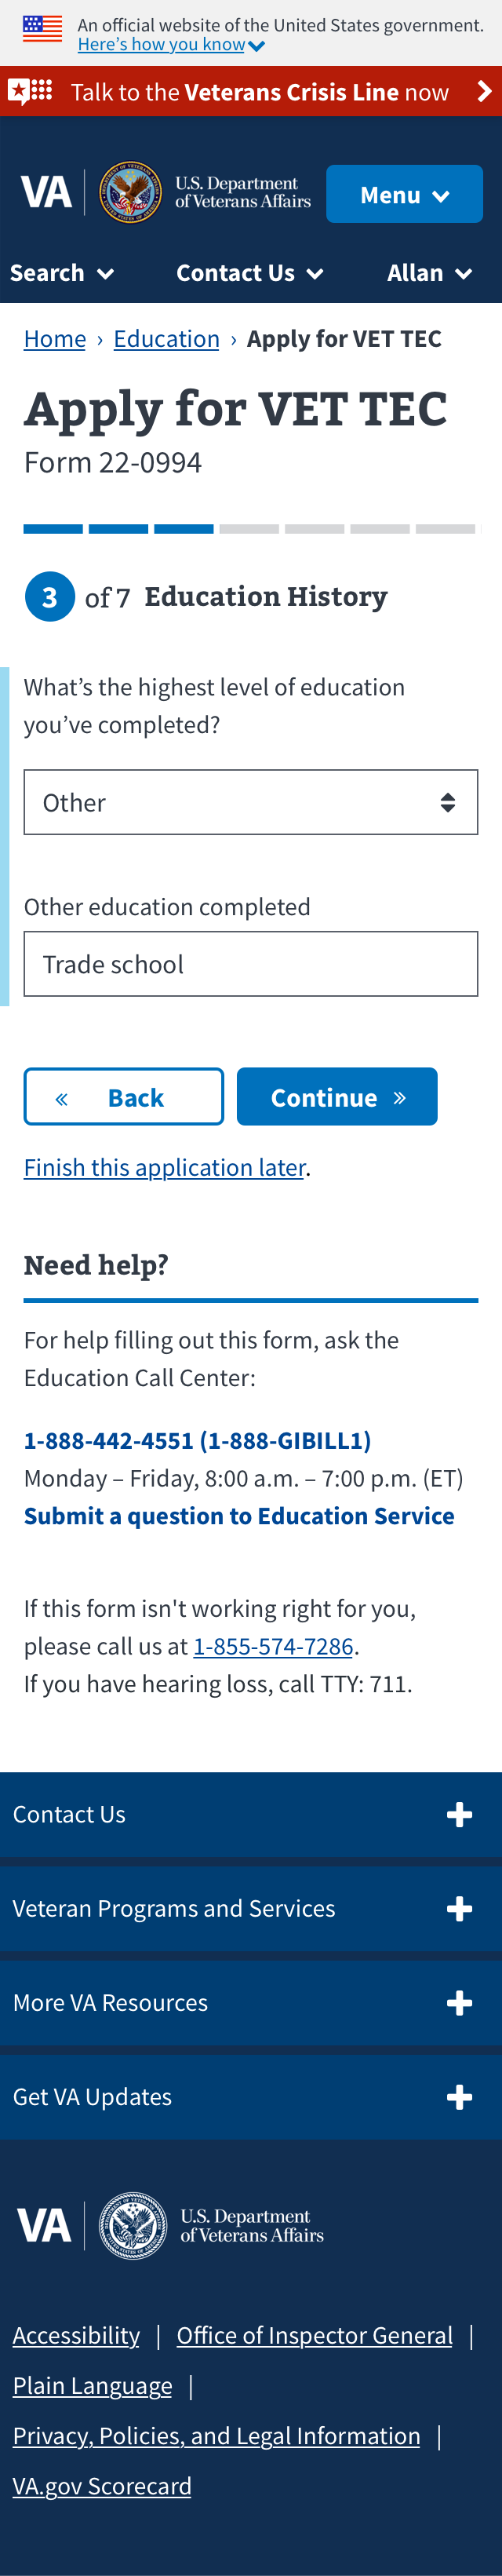 An official website of the United States government.
Here’s how you know
Talk to the Veterans Crisis Line now
VA
U.S. Department
of Veterans Affairs
Menu
Search
Contact Us
Allan
Home › Education › Apply for VET TEC
Apply for VET TEC
Form 22-0994
3 of 7 Education History
What’s the highest level of education
you’ve completed?
Other
Other education completed
Trade school
« Back
Continue »
Finish this application later.
Need help?
For help filling out this form, ask the
Education Call Center:
1-888-442-4551 (1-888-GIBILL1)
Monday – Friday, 8:00 a.m. – 7:00 p.m. (ET)
Submit a question to Education Service
If this form isn't working right for you,
please call us at 1-855-574-7286.
If you have hearing loss, call TTY: 711.
Contact Us
Veteran Programs and Services
More VA Resources
Get VA Updates
VA
U.S. Department
of Veterans Affairs
Accessibility | Office of Inspector General |
Plain Language |
Privacy, Policies, and Legal Information |
VA.gov Scorecard